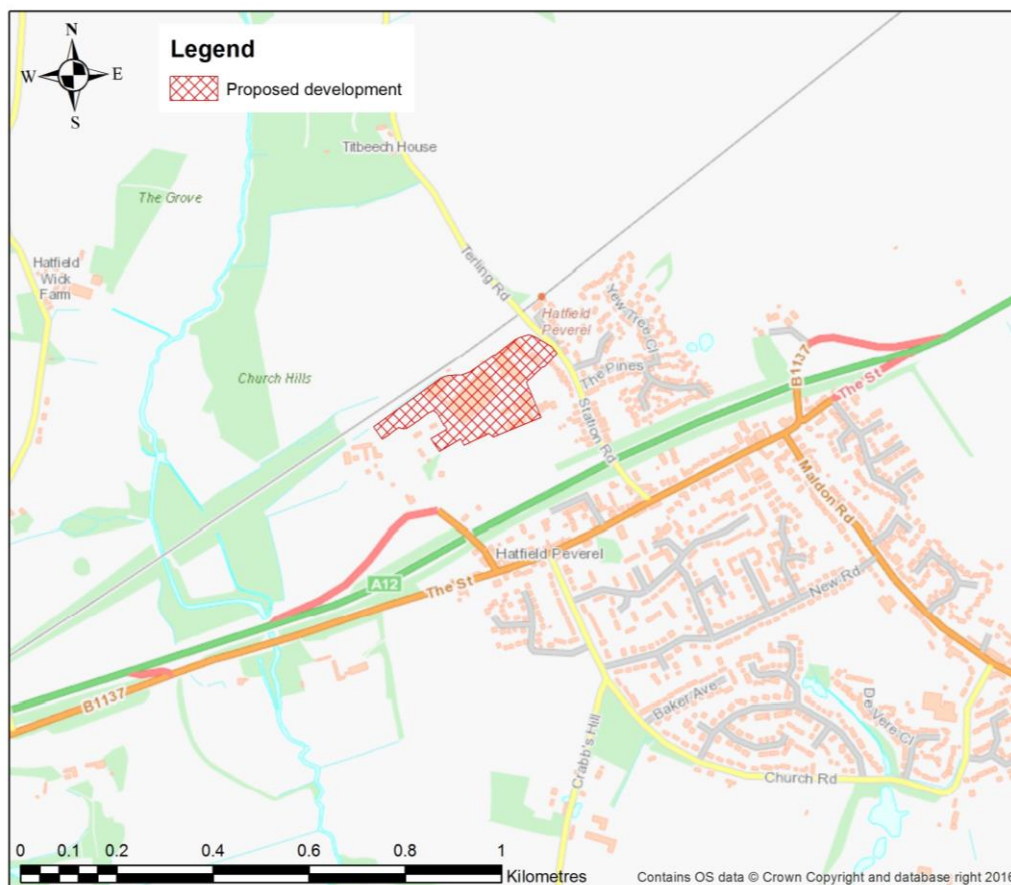 N
W E
S
Legend
Proposed development
Titbeech House
The Grove
Hatfield
Wick
Farm
Terling Rd
Hatfield
Peverel
Yew Tree Cl
The Pines
Station Rd
Church Hills
B1137
The St
Maldon Rd
Hatfield Peverel
A12
The St
New Rd
B1137
Baker Ave
De Vere Cl
Crabb's Hill
Church Rd
0 0.1 0.2 0.4 0.6 0.8 1
Kilometres
Contains OS data © Crown Copyright and database right 2016